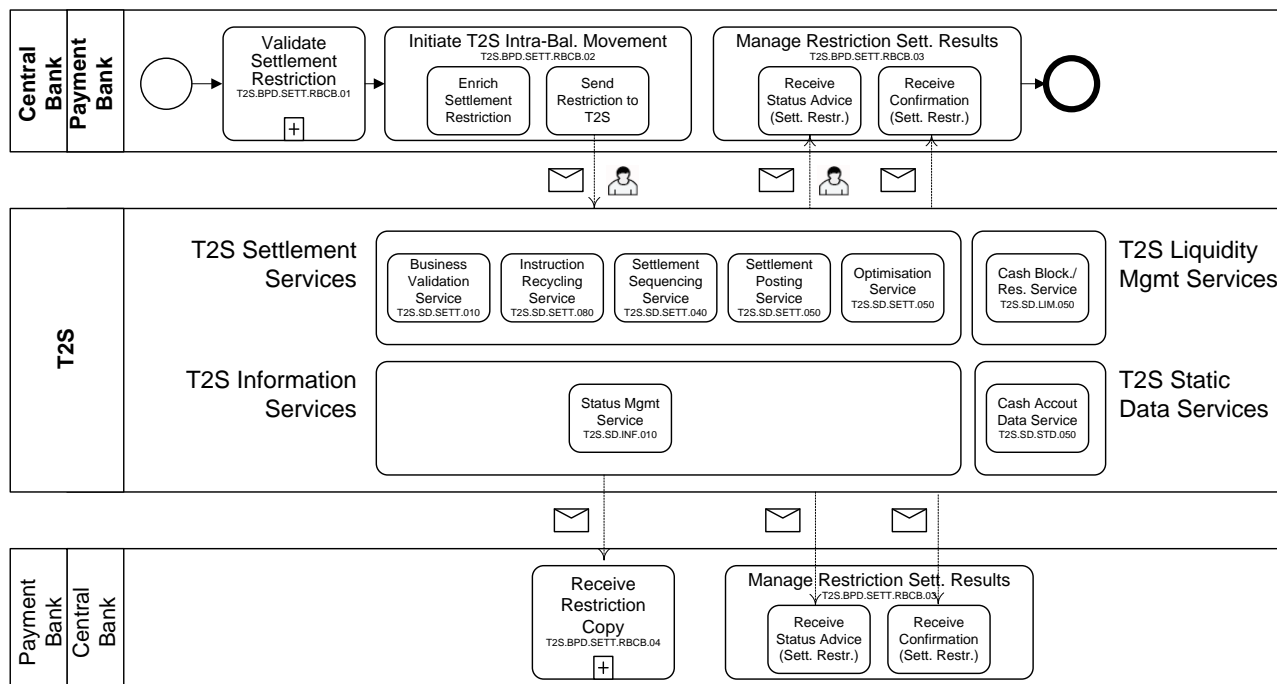 Central
Bank
Payment
Bank
Validate
Settlement
Restriction
T2S.BPD.SETT.RBCB.01
+
Initiate T2S Intra-Bal. Movement
T2S.BPD.SETT.RBCB.02
Enrich
Settlement
Restriction
Send
Restriction to
T2S
Manage Restriction Sett. Results
T2S.BPD.SETT.RBCB.03
Receive
Status Advice
(Sett. Restr.)
Receive
Confirmation
(Sett. Restr.)
T2S
T2S Settlement
Services
Business
Validation
Service
T2S.SD.SETT.010
Instruction
Recycling
Service
T2S.SD.SETT.080
Settlement
Sequencing
Service
T2S.SD.SETT.040
Settlement
Posting
Service
T2S.SD.SETT.050
Optimisation
Service
T2S.SD.SETT.050
Cash Block./
Res. Service
T2S.SD.LIM.050
T2S Liquidity
Mgmt Services
T2S Information
Services
Status Mgmt
Service
T2S.SD.INF.010
Cash Accout
Data Service
T2S.SD.STD.050
T2S Static
Data Services
Payment
Bank
Central
Bank
Receive
Restriction
Copy
T2S.BPD.SETT.RBCB.04
+
Manage Restriction Sett. Results
T2S.BPD.SETT.RBCB.03
Receive
Status Advice
(Sett. Restr.)
Receive
Confirmation
(Sett. Restr.)